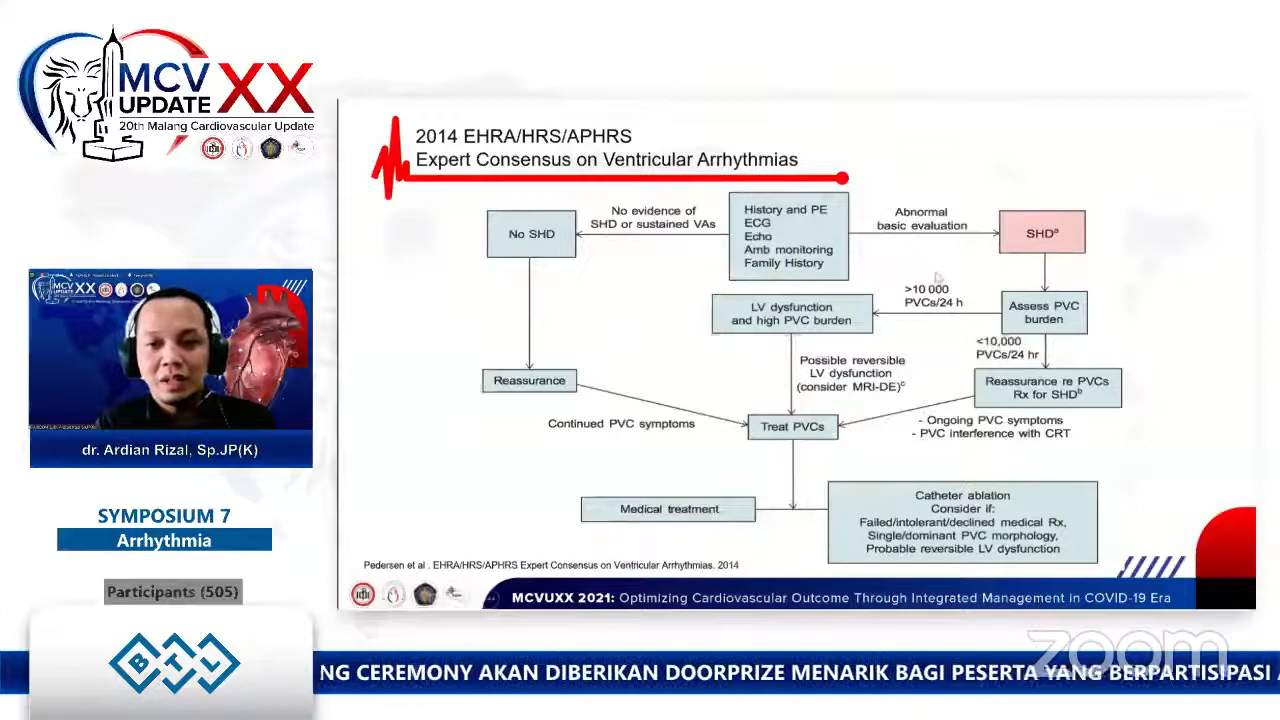 MCV XX
UPDATE
20th Malang Cardiovascular Update
2014 EHRA/HRS/APHRS
Expert Consensus on Ventricular Arrhythmias
No SHD
No evidence of
SHD or sustained VAs
History and PE
ECG
Echo
Amb monitoring
Family History
Abnormal
basic evaluation
SHDa
>10 000
PVCs/24 h
LV dysfunction
and high PVC burden
Assess PVC
burden
<10,000
PVCs/24 hr
Possible reversible
LV dysfunction
(consider MRI-DE)c
Reassurance
Reassurance re PVCs
Rx for SHDb
Continued PVC symptoms
Treat PVCs
- Ongoing PVC symptoms
- PVC interference with CRT
Medical treatment
Catheter ablation
Consider if:
Failed/intolerant/declined medical Rx,
Single/dominant PVC morphology,
Probable reversible LV dysfunction
Pedersen et al . EHRA/HRS/APHRS Expert Consensus on Ventricular Arrhythmias. 2014
MCVUXX 2021: Optimizing Cardiovascular Outcome Through Integrated Management in COVID-19 Era
MCV XX
UPDATE
dr. Ardian Rizal, Sp.JP(K)
SYMPOSIUM 7
Arrhythmia
Participants (505)
BTL
zoom
NG CEREMONY AKAN DIBERIKAN DOORPRIZE MENARIK BAGI PESERTA YANG BERPARTISIPASI